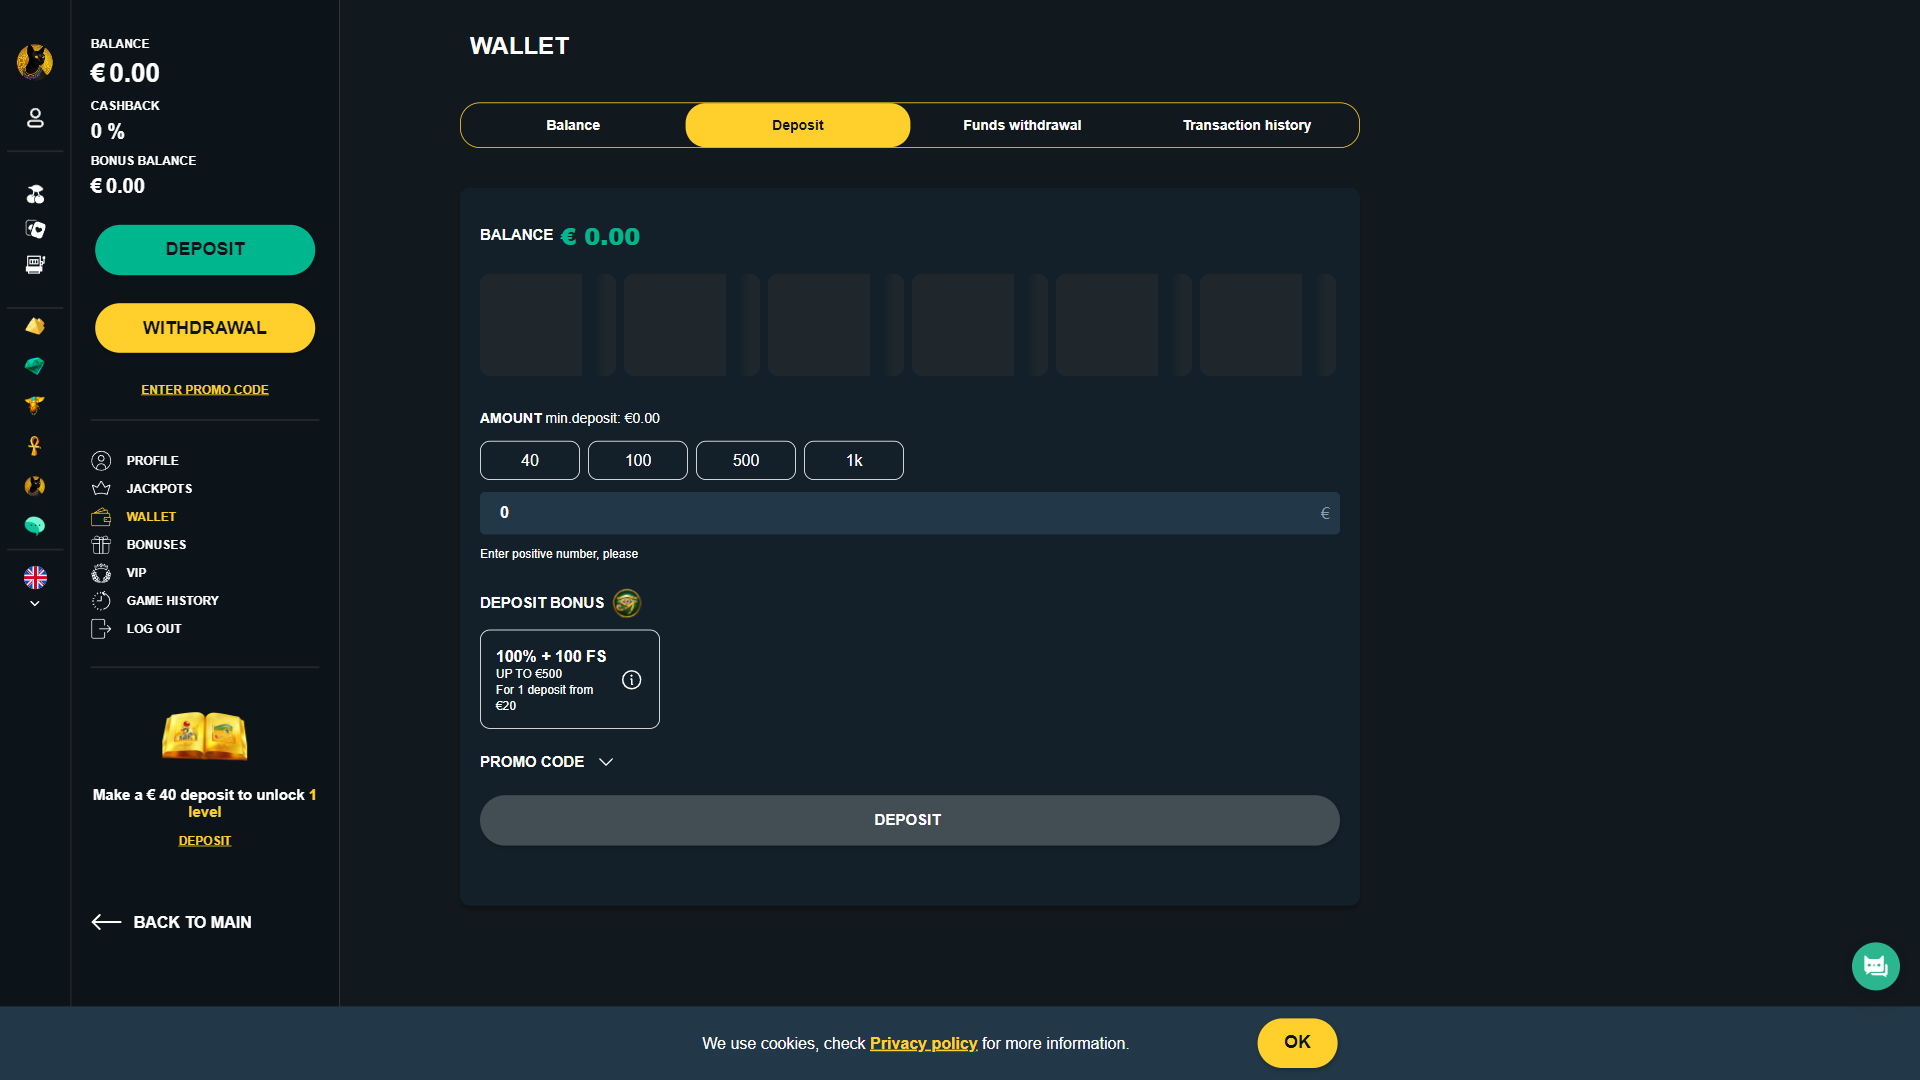 BALANCE
€ 0.00
CASHBACK
0 %
BONUS BALANCE
€ 0.00
DEPOSIT
WITHDRAWAL
ENTER PROMO CODE
PROFILE
JACKPOTS
WALLET
BONUSES
VIP
GAME HISTORY
LOG OUT
Make a € 40 deposit to unlock 1
level
DEPOSIT
BACK TO MAIN
WALLET
Balance
Deposit
Funds withdrawal
Transaction history
BALANCE € 0.00
AMOUNT min.deposit: €0.00
40
100
500
1k
0
€
Enter positive number, please
DEPOSIT BONUS
100% + 100 FS
UP TO €500
For 1 deposit from
€20
PROMO CODE
DEPOSIT
We use cookies, check Privacy policy for more information.
OK